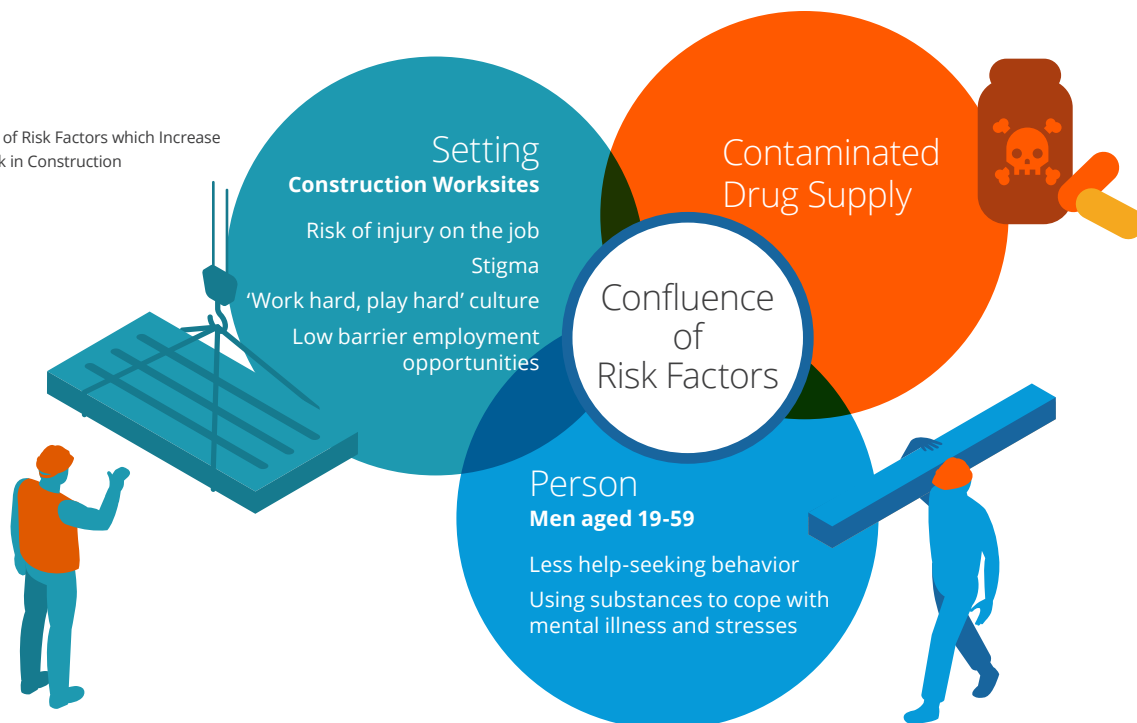 of Risk Factors which Increase
k in Construction
Setting
Construction Worksites
Risk of injury on the job
Stigma
‘Work hard, play hard’ culture
Low barrier employment
opportunities
Contaminated
Drug Supply
Confluence
of
Risk Factors
Person
Men aged 19-59
Less help-seeking behavior
Using substances to cope with
mental illness and stresses